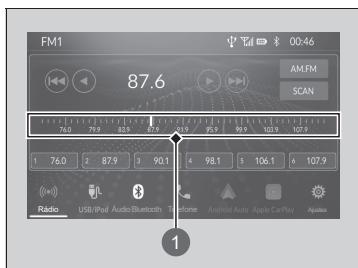 FM1 00:46
87.6
AM.FM
SCAN
76.0 79.9 83.9 87.9 91.9 95.9 99.9 103.9 107.9
1 76.0 2 87.9 3 90.1 4 98.1 5 106.1 6 107.9
Rádio USB/iPod Áudio Bluetooth Telefone Android Auto Apple CarPlay Ajustes
1